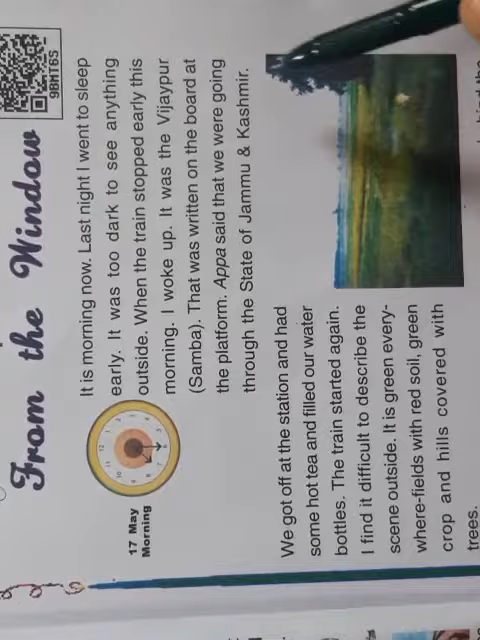 9BHT6S
From the Window
17 May
Morning
It is morning now. Last night I went to sleep
early. It was too dark to see anything
outside. When the train stopped early this
morning. I woke up. It was the Vijaypur
(Samba). That was written on the board at
the platform. Appa said that we were going
through the State of Jammu & Kashmir.
We got off at the station and had
some hot tea and filled our water
bottles. The train started again.
I find it difficult to describe the
scene outside. It is green every-
where-fields with red soil, green
crop and hills covered with
trees.